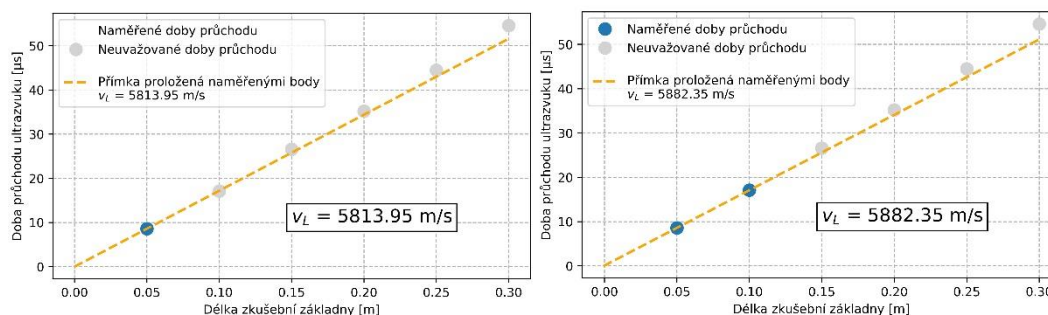 Doba průchodu ultrazvuku [µs]
50
40
30
20
10
0
Naměřené doby průchodu
Neuvažované doby průchodu
Přímka proložená naměřenými body
v_L = 5813.95 m/s
v_L = 5813.95 m/s
0.00 0.05 0.10 0.15 0.20 0.25 0.30
Délka zkušební základny [m]
Doba průchodu ultrazvuku [µs]
50
40
30
20
10
0
Naměřené doby průchodu
Neuvažované doby průchodu
Přímka proložená naměřenými body
v_L = 5882.35 m/s
v_L = 5882.35 m/s
0.00 0.05 0.10 0.15 0.20 0.25 0.30
Délka zkušební základny [m]